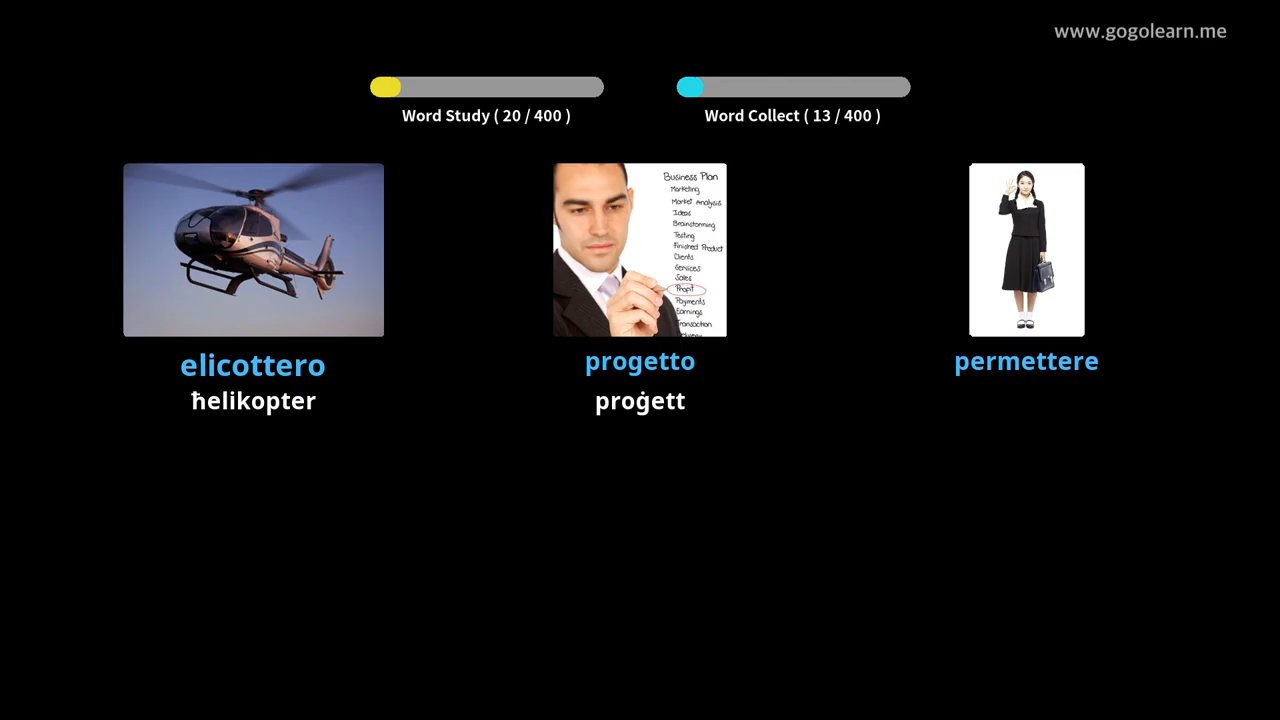 www.gogolearn.me
Word Study ( 20 / 400 )
Word Collect ( 13 / 400 )
Business Plan
Marketing
Market Analysis
Ideas
Brainstorming
Testing
Finished Product
Clients
Services
Sales
Profit
Payments
Earnings
Transaction
elicottero
progetto
permettere
ħelikopter
proġett